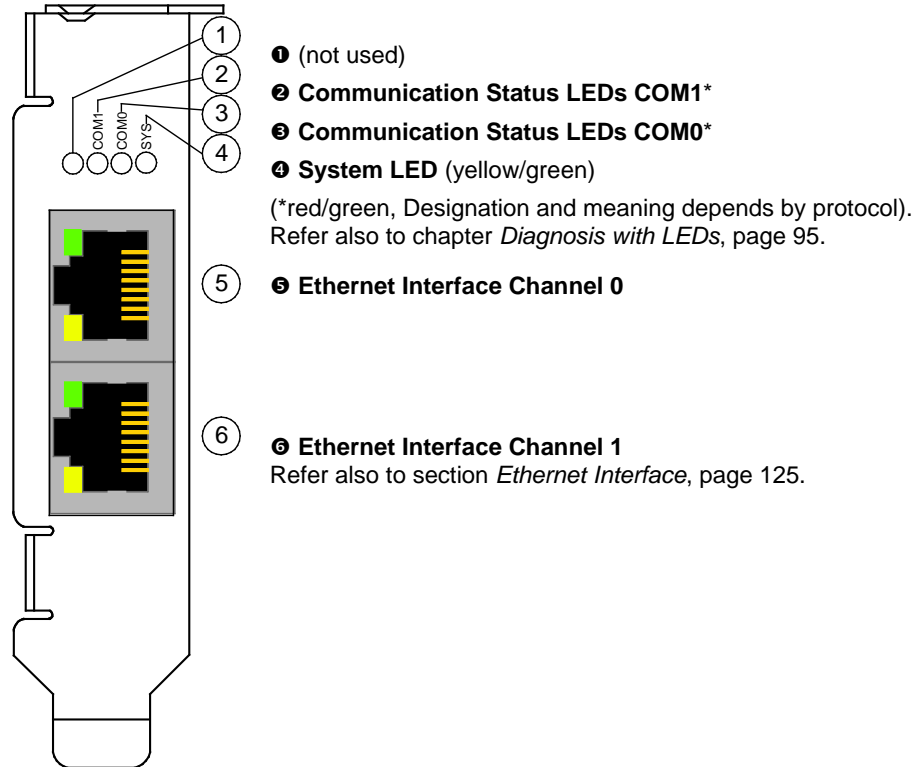 1
2
3
4
COM1
COM0
SYS
5
6
❶ (not used)
❷ Communication Status LEDs COM1*
❸ Communication Status LEDs COM0*
❹ System LED (yellow/green)
(*red/green, Designation and meaning depends by protocol).
Refer also to chapter Diagnosis with LEDs, page 95.
❺ Ethernet Interface Channel 0
❻ Ethernet Interface Channel 1
Refer also to section Ethernet Interface, page 125.